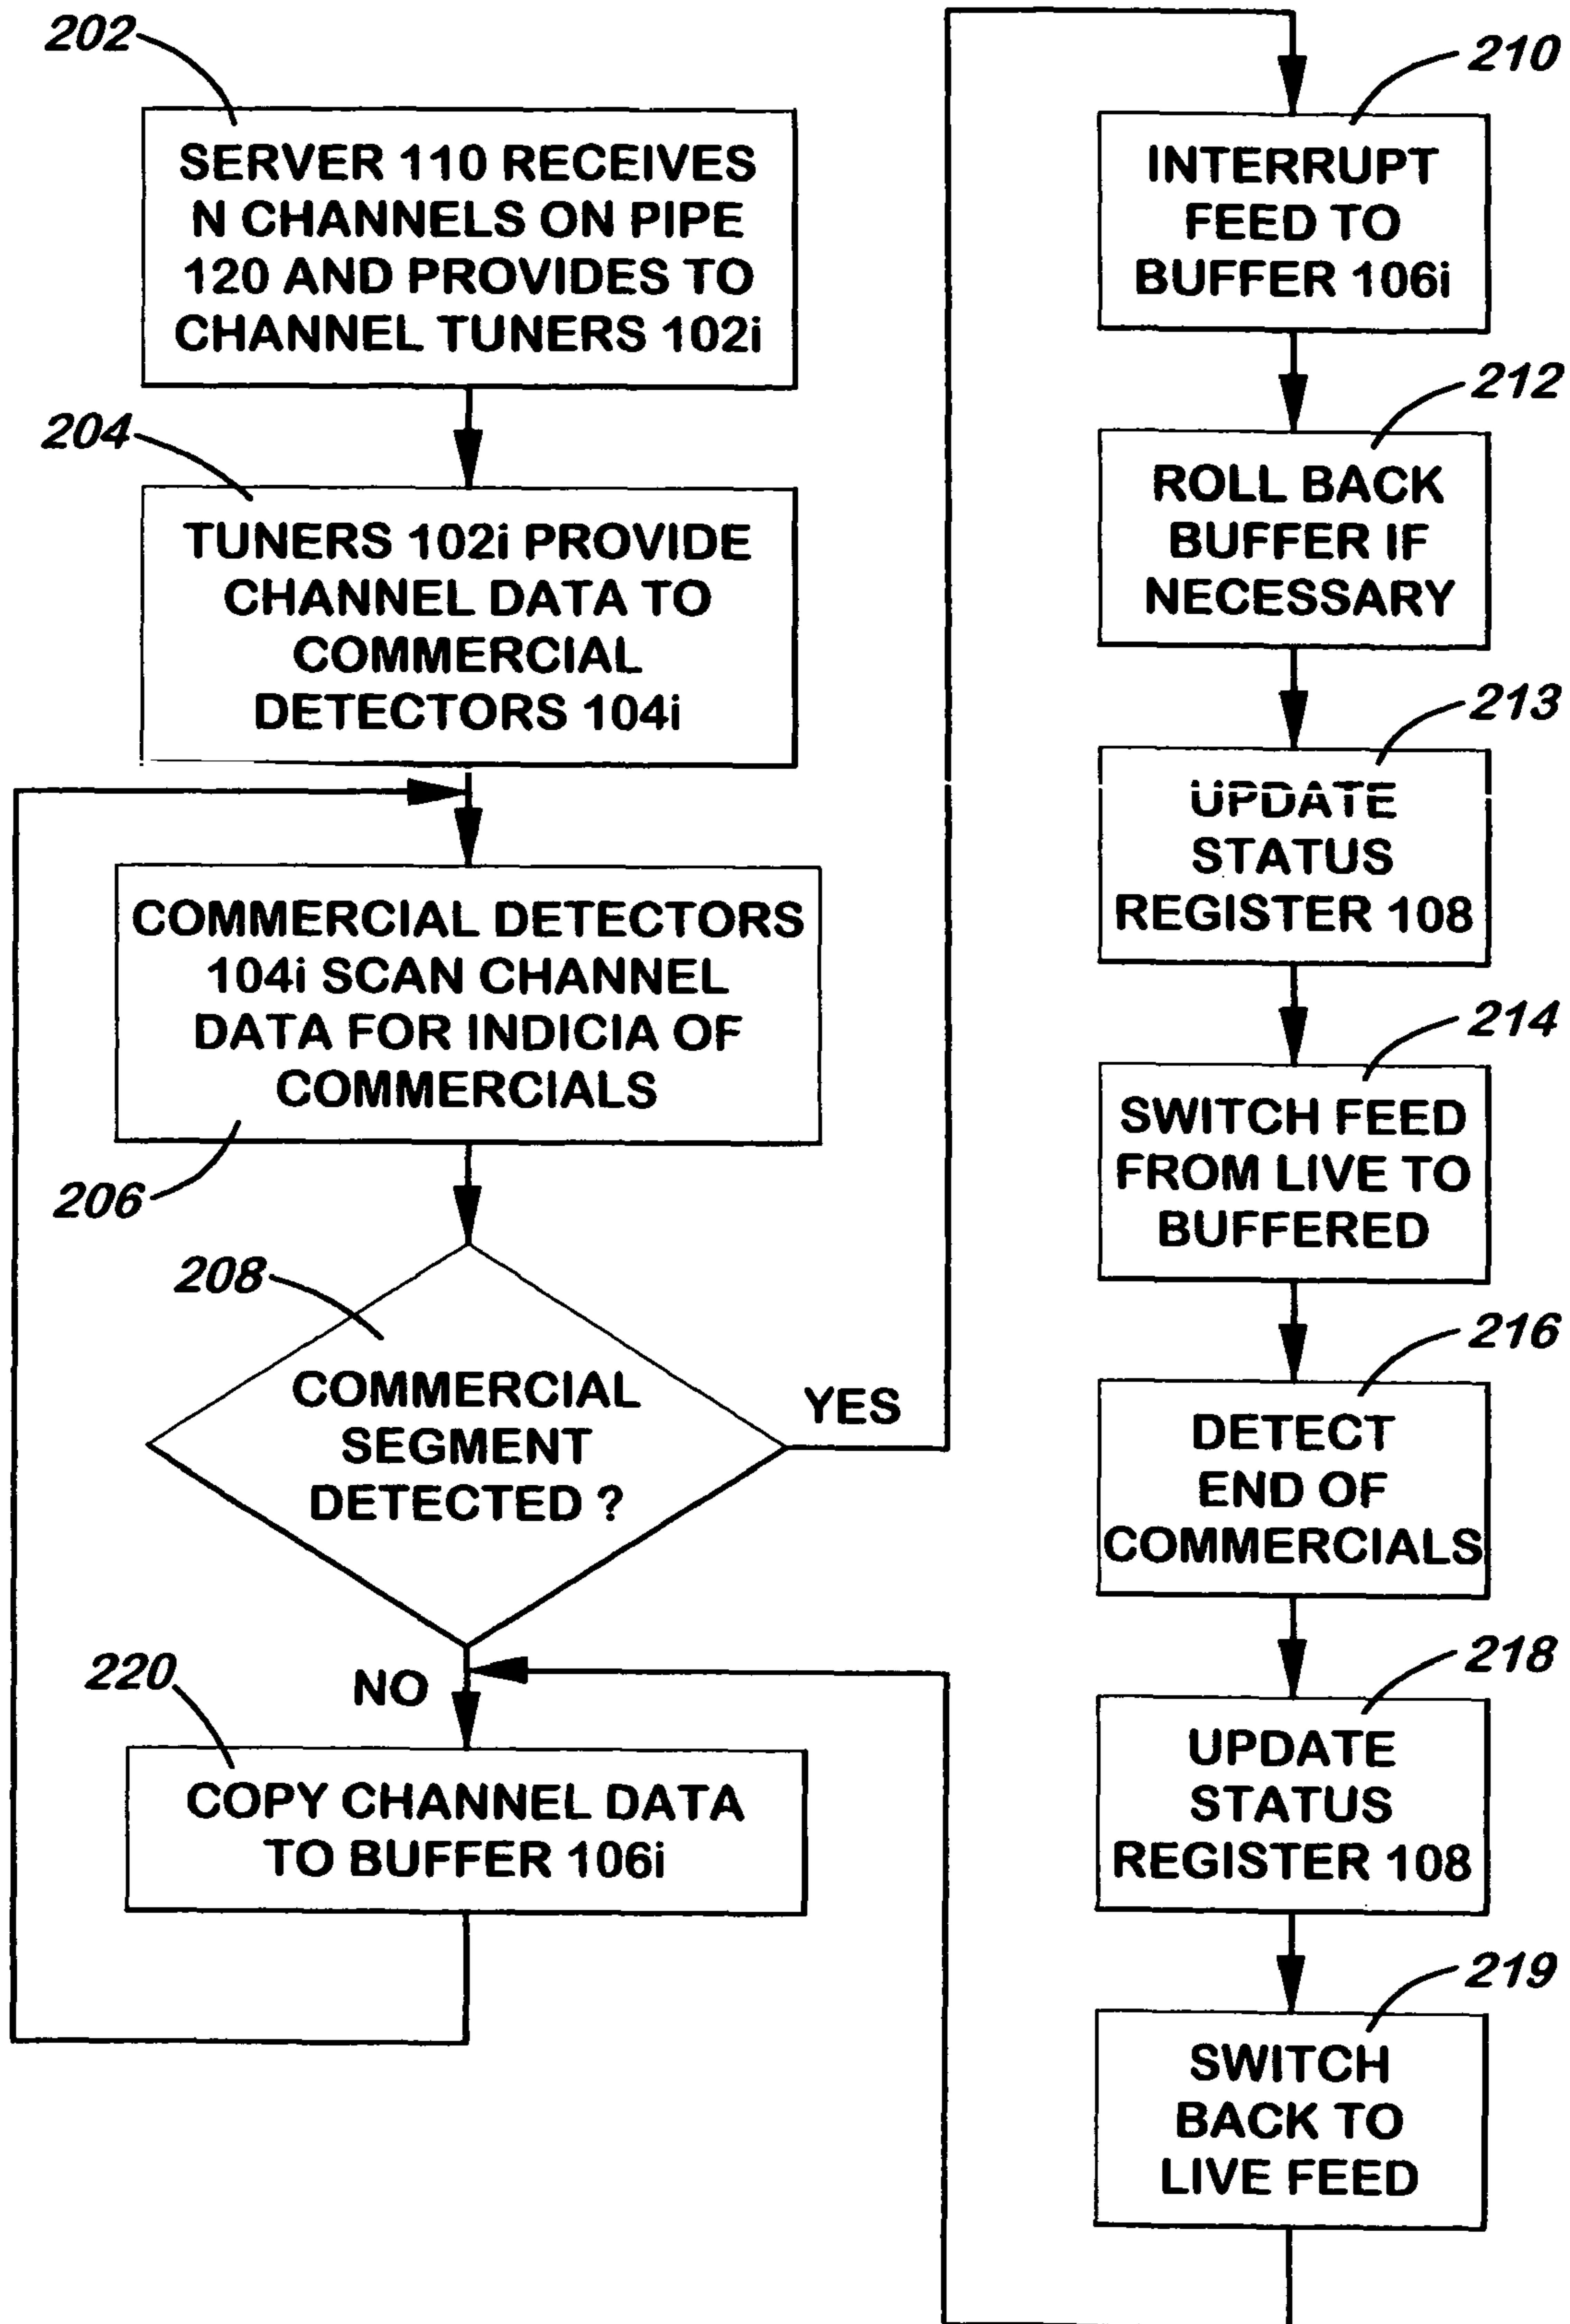 202
SERVER 110 RECEIVES
N CHANNELS ON PIPE
120 AND PROVIDES TO
CHANNEL TUNERS 102i
204
TUNERS 102i PROVIDE
CHANNEL DATA TO
COMMERCIAL
DETECTORS 104i
COMMERCIAL DETECTORS
104i SCAN CHANNEL
DATA FOR INDICIA OF
COMMERCIALS
206
208
COMMERCIAL
SEGMENT
DETECTED ?
YES
NO
220
COPY CHANNEL DATA
TO BUFFER 106i
210
INTERRUPT
FEED TO
BUFFER 106i
212
ROLL BACK
BUFFER IF
NECESSARY
213
UPDATE
STATUS
REGISTER 108
214
SWITCH FEED
FROM LIVE TO
BUFFERED
216
DETECT
END OF
COMMERCIALS
218
UPDATE
STATUS
REGISTER 108
219
SWITCH
BACK TO
LIVE FEED